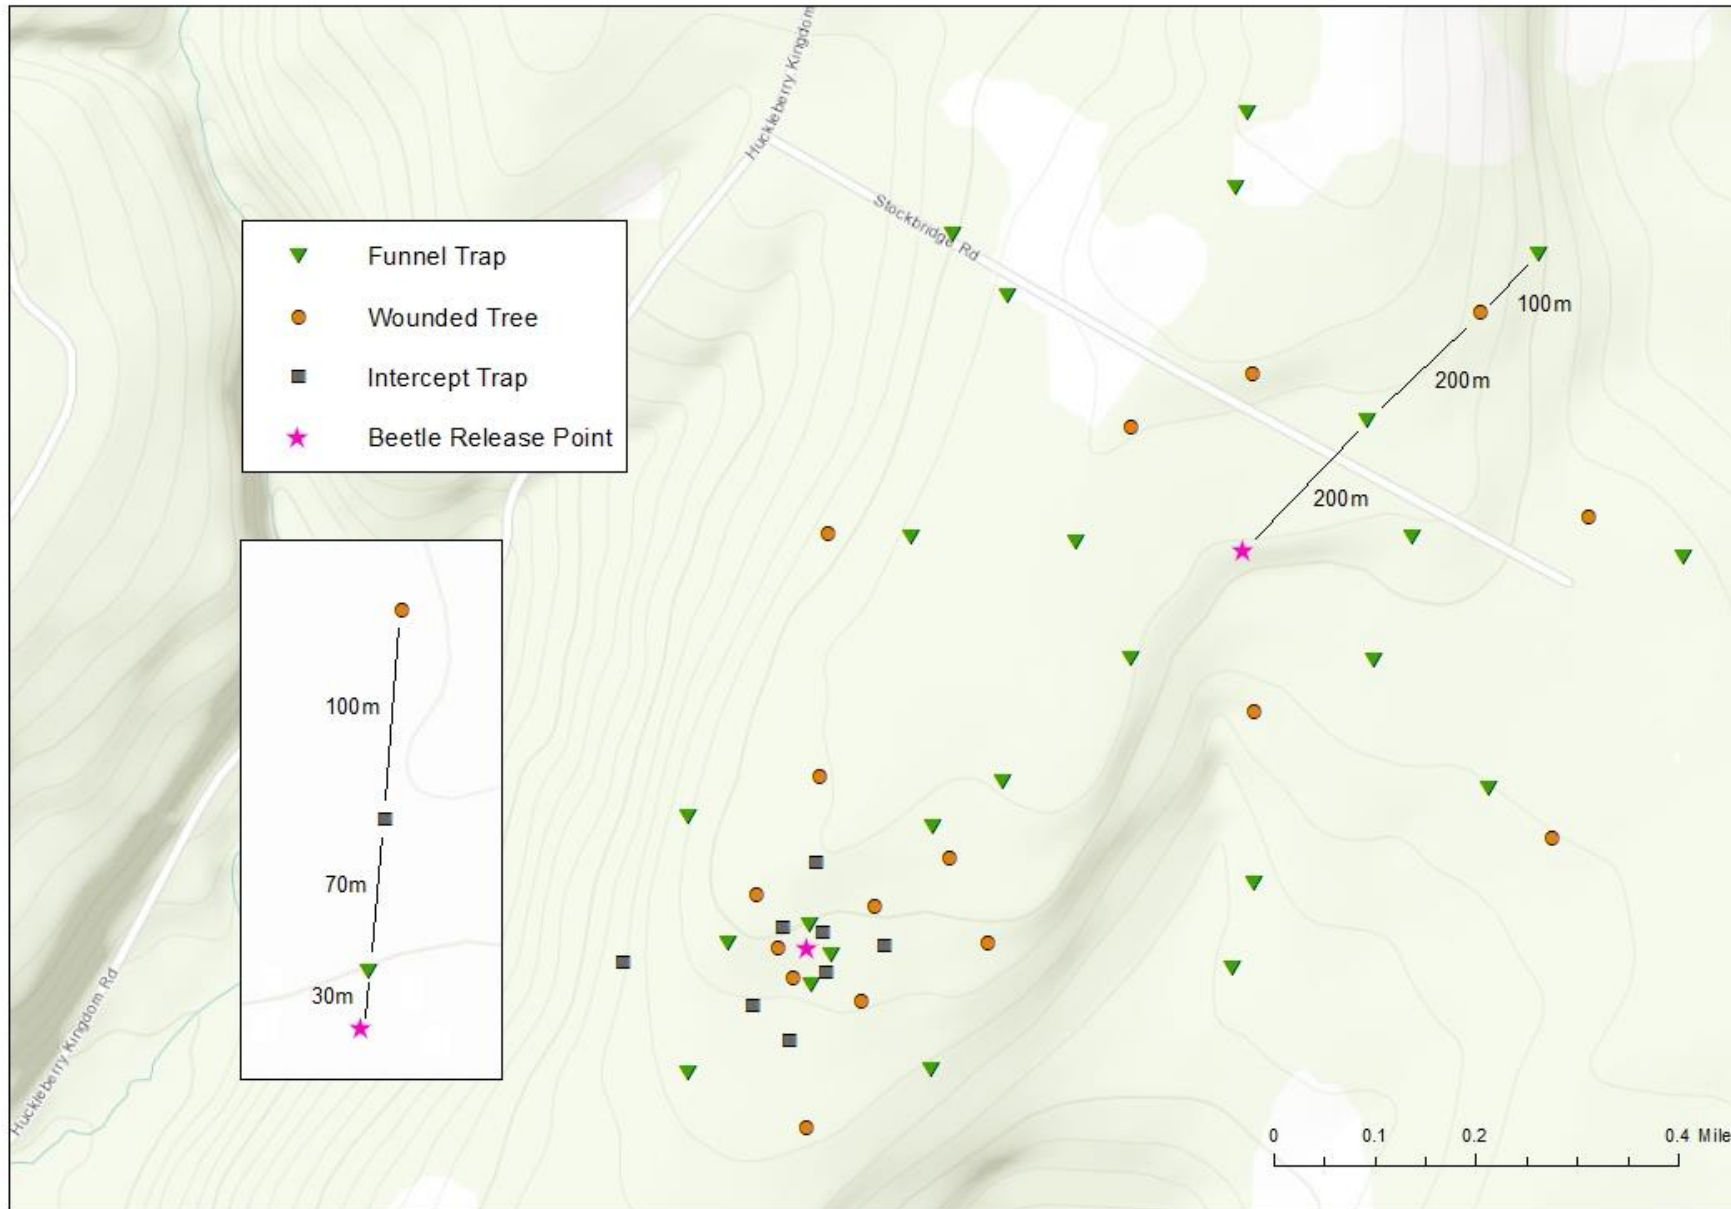 Huckleberry Kingdom
Stockbridge Rd
Funnel Trap
Wounded Tree
Intercept Trap
Beetle Release Point
100m
200m
200m
100m
70m
30m
Huckleberry Kingdom Rd
0 0.1 0.2 0.4 Mile